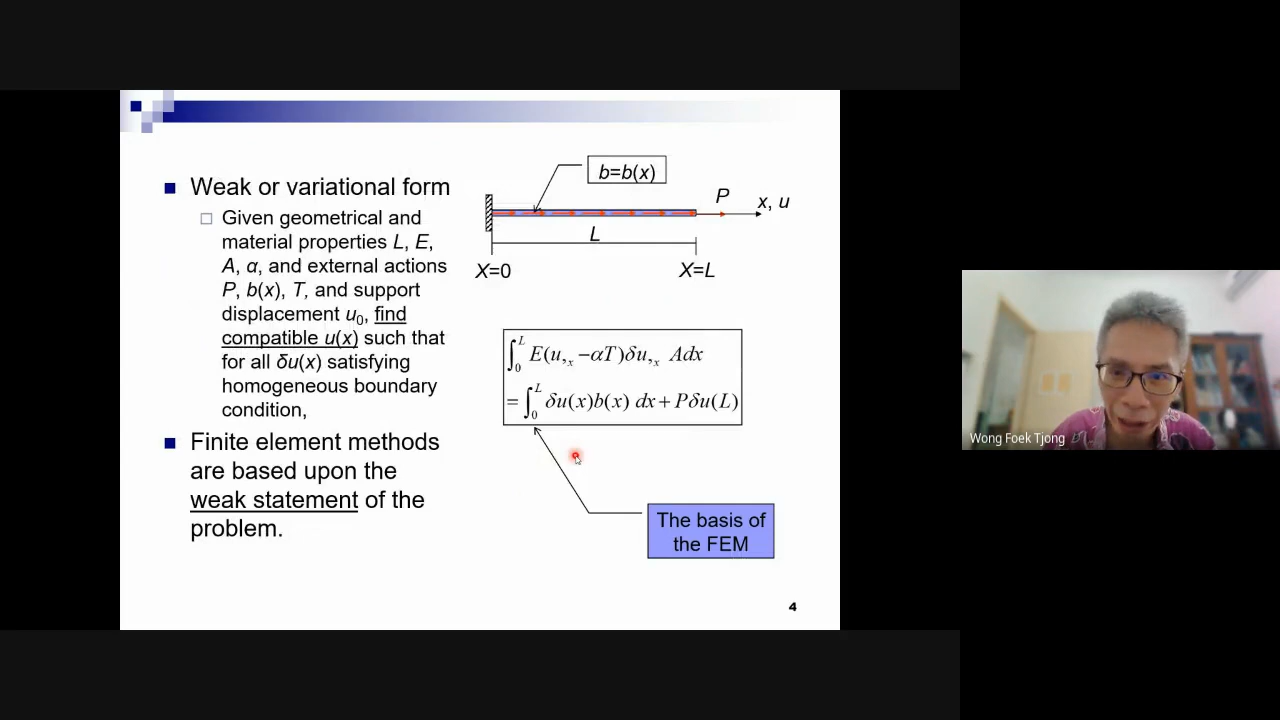 Weak or variational form
Given geometrical and
material properties L, E,
A, α, and external actions
P, b(x), T, and support
displacement u₀, find
compatible u(x) such that
for all δu(x) satisfying
homogeneous boundary
condition,
Finite element methods
are based upon the
weak statement of the
problem.
b=b(x)
P
x, u
L
X=0
X=L
∫₀ᴸ E(u,ₓ −αT)δu,ₓ Adx
= ∫₀ᴸ δu(x)b(x) dx + Pδu(L)
The basis of
the FEM
4
Wong Foek Tjong